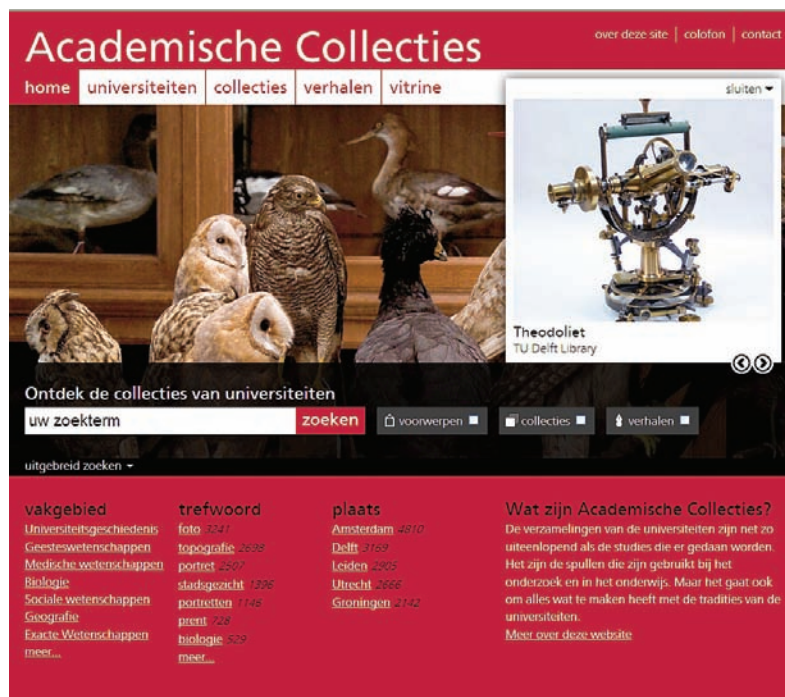 Academische Collecties
over deze site | colofon | contact
home universiteiten collecties verhalen vitrine
sluiten
Theodoliet
TU Delft Library
Ontdek de collecties van universiteiten
uw zoekterm zoeken voorwerpen collecties verhalen
uitgebreid zoeken
vakgebied
Universiteitsgeschiedenis
Geesteswetenschappen
Medische wetenschappen
Biologie
Sociale wetenschappen
Geografie
Exacte Wetenschappen
meer...
trefwoord
foto 3241
topografie 2698
portret 2507
stadsgezicht 1396
portretten 1146
prent 728
biologie 529
meer...
plaats
Amsterdam 4810
Delft 3159
Leiden 2905
Utrecht 2666
Groningen 2142
Wat zijn Academische Collecties?
De verzamelingen van de universiteiten zijn net zo
uiteenlopend als de studies die er gedaan worden.
Het zijn de spullen die zijn gebruikt bij het
onderzoek en in het onderwijs. Maar het gaat ook
om alles wat te maken heeft met de tradities van de
universiteiten.
Meer over deze website